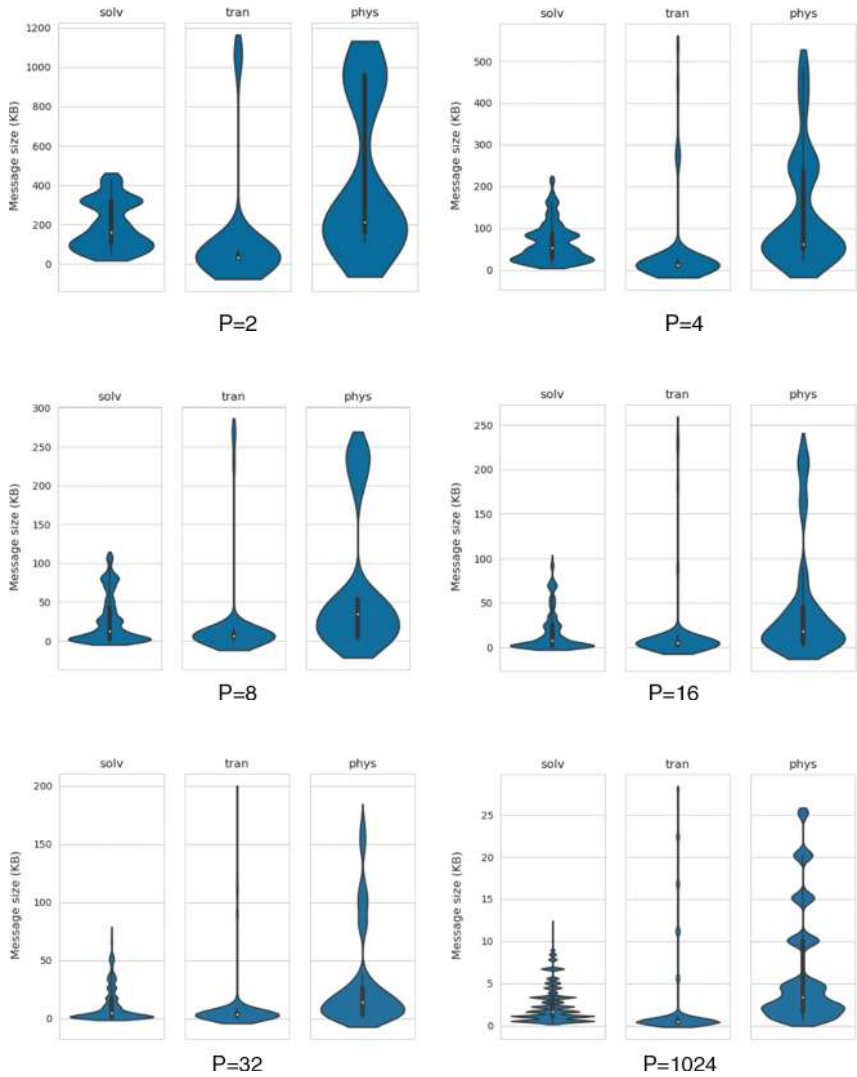 solv tran phys
Message size (KB)
1200
1000
800
600
400
200
0
P=2
solv tran phys
Message size (KB)
500
400
300
200
100
0
P=4
solv tran phys
Message size (KB)
300
250
200
150
100
50
0
P=8
solv tran phys
Message size (KB)
250
200
150
100
50
0
P=16
solv tran phys
Message size (KB)
200
150
100
50
0
P=32
solv tran phys
Message size (KB)
25
20
15
10
5
0
P=1024